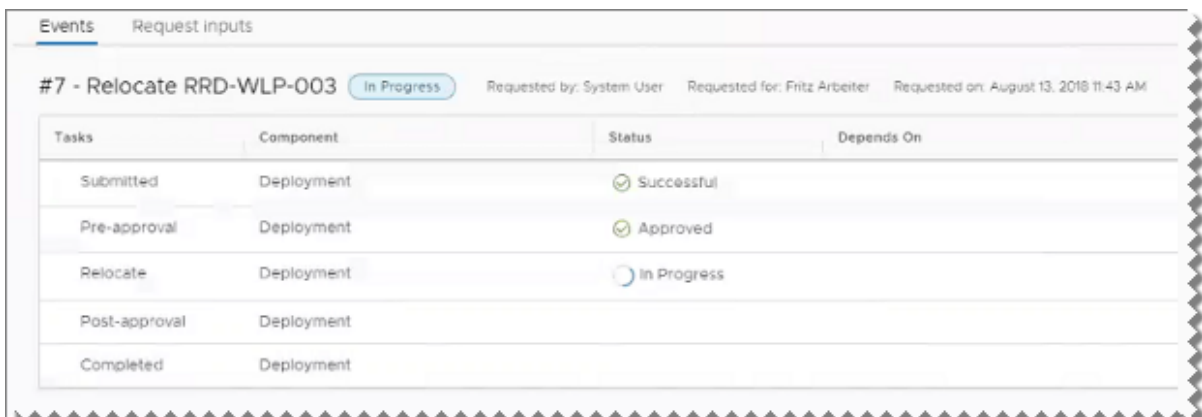 Events Request inputs
#7 - Relocate RRD-WLP-003 In Progress Requested by: System User Requested for: Fritz Arbeiter Requested on: August 13, 2018 11:43 AM
Tasks Component Status Depends On
Submitted Deployment Successful
Pre-approval Deployment Approved
Relocate Deployment In Progress
Post-approval Deployment
Completed Deployment